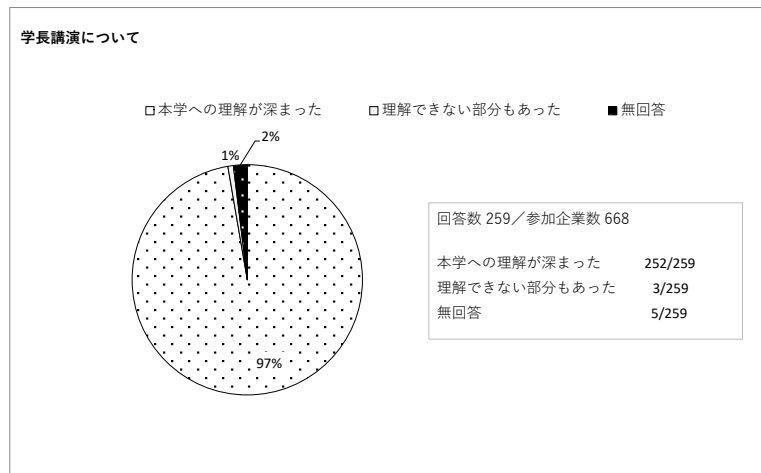 学長講演について
□本学への理解が深まった □理解できない部分もあった ■無回答
2%
1%
97%
回答数 259／参加企業数 668
本学への理解が深まった 252/259
理解できない部分もあった 3/259
無回答 5/259